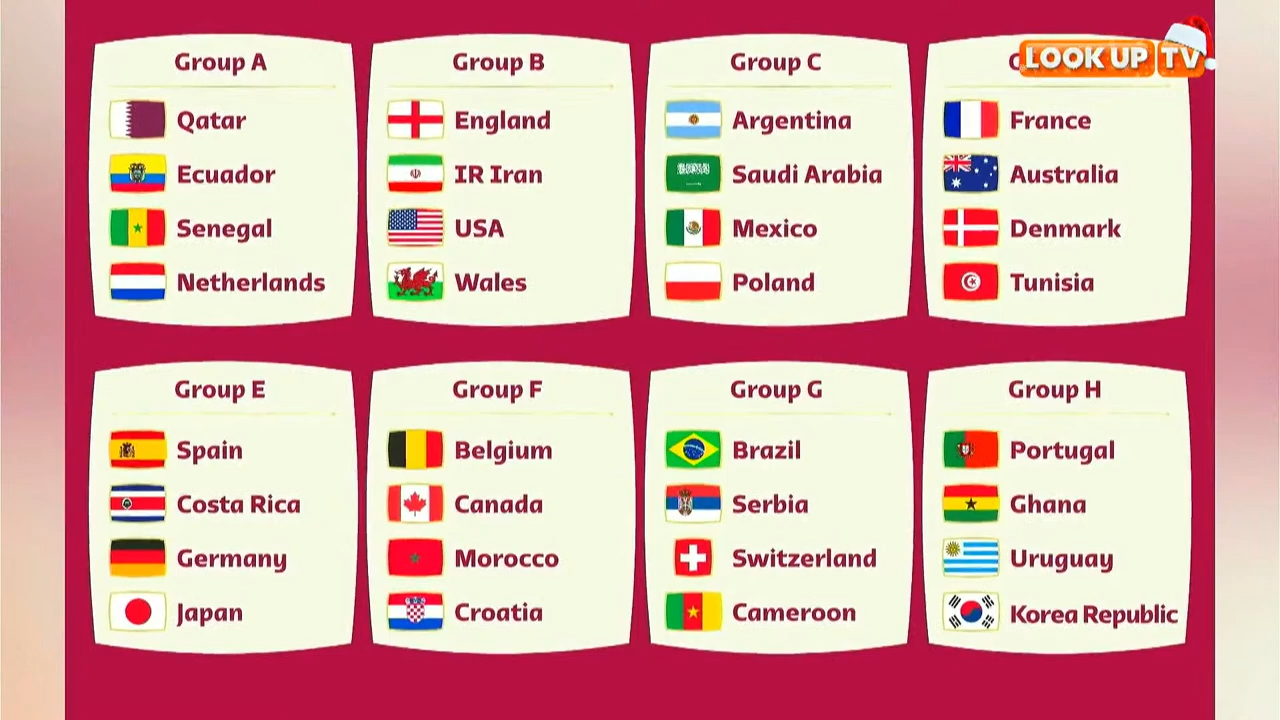 Group A
Qatar
Ecuador
Senegal
Netherlands
Group B
England
IR Iran
USA
Wales
Group C
Argentina
Saudi Arabia
Mexico
Poland
LOOK UP TV
France
Australia
Denmark
Tunisia
Group E
Spain
Costa Rica
Germany
Japan
Group F
Belgium
Canada
Morocco
Croatia
Group G
Brazil
Serbia
Switzerland
Cameroon
Group H
Portugal
Ghana
Uruguay
Korea Republic